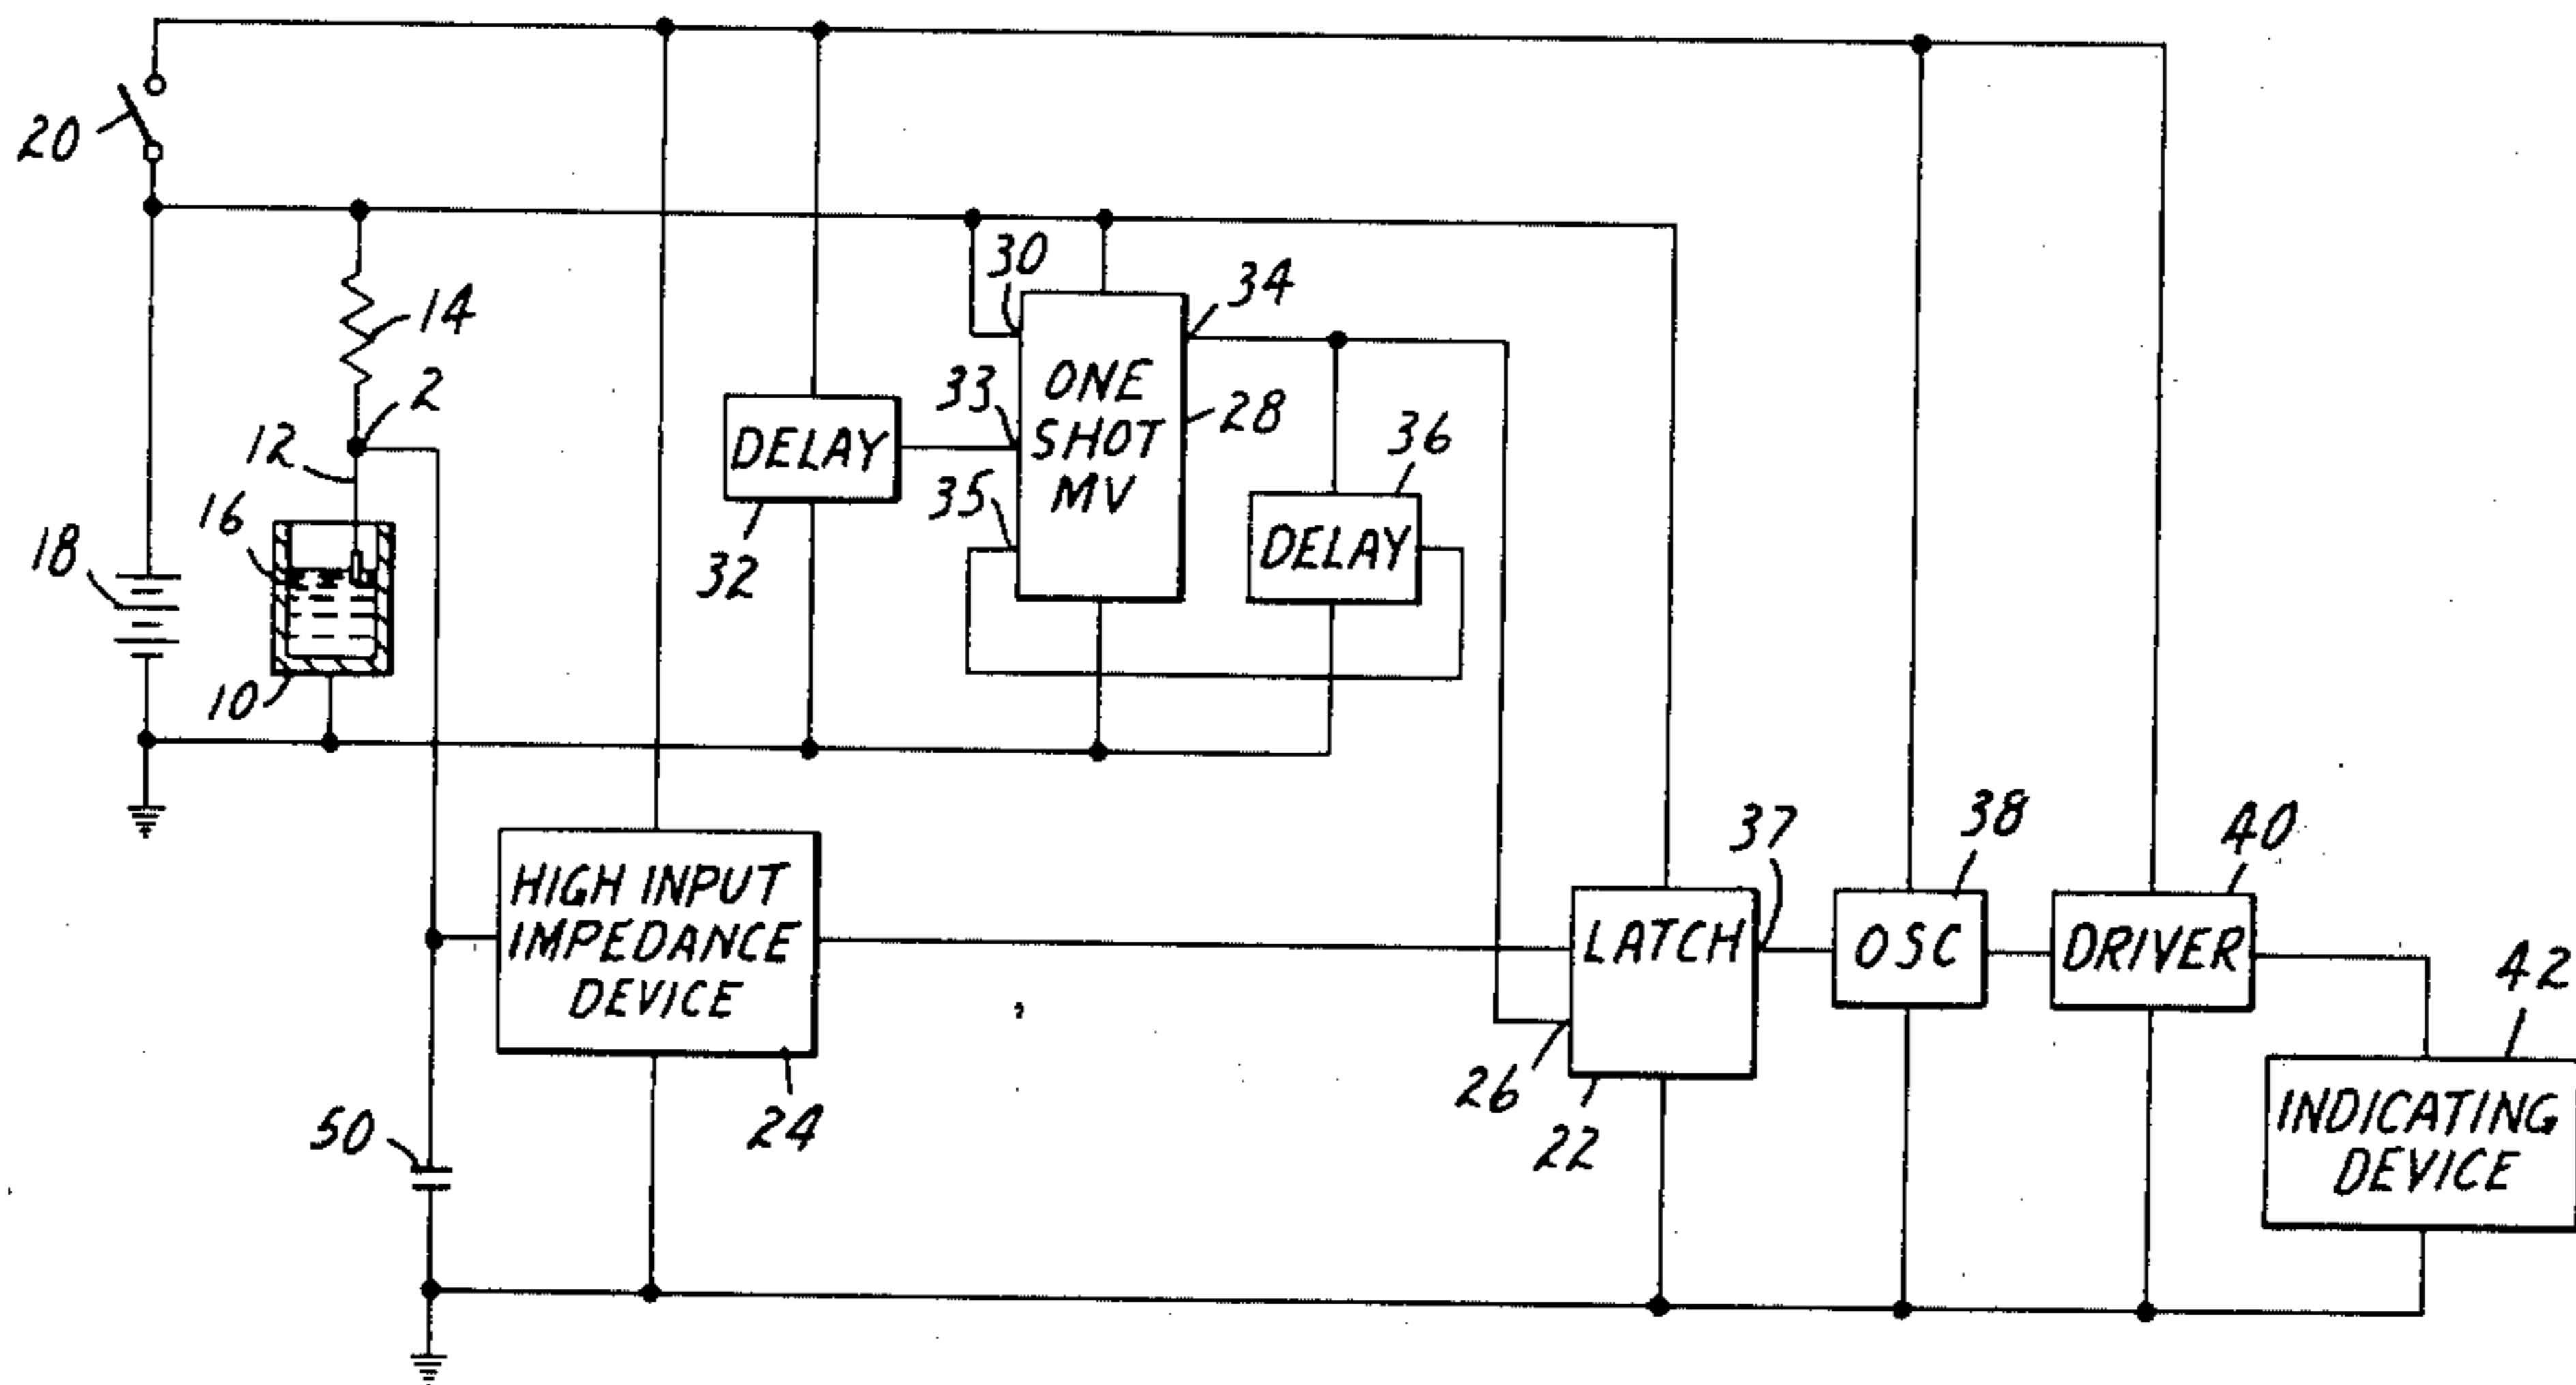 20
30
34
14
2
33
ONE
SHOT
MV
28
12
DELAY
36
35
16
DELAY
18
32
10
37
38
40
HIGH INPUT
IMPEDANCE
DEVICE
LATCH
OSC
DRIVER
42
26
50
24
22
INDICATING
DEVICE